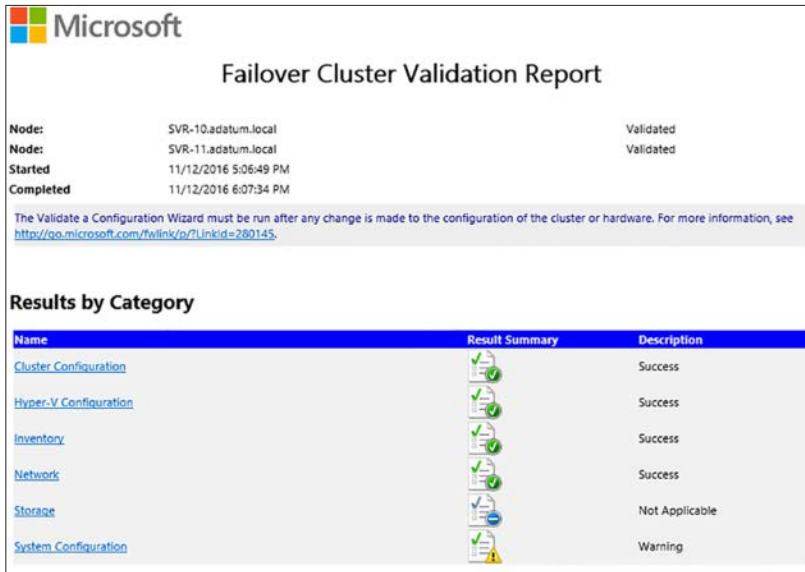 Microsoft
Failover Cluster Validation Report
Node: SVR-10.adatum.local Validated
Node: SVR-11.adatum.local Validated
Started 11/12/2016 5:06:49 PM
Completed 11/12/2016 6:07:34 PM
The Validate a Configuration Wizard must be run after any change is made to the configuration of the cluster or hardware. For more information, see
http://go.microsoft.com/fwlink/p/?LinkId=280145.
Results by Category
Name Result Summary Description
Cluster Configuration Success
Hyper-V Configuration Success
Inventory Success
Network Success
Storage Not Applicable
System Configuration Warning